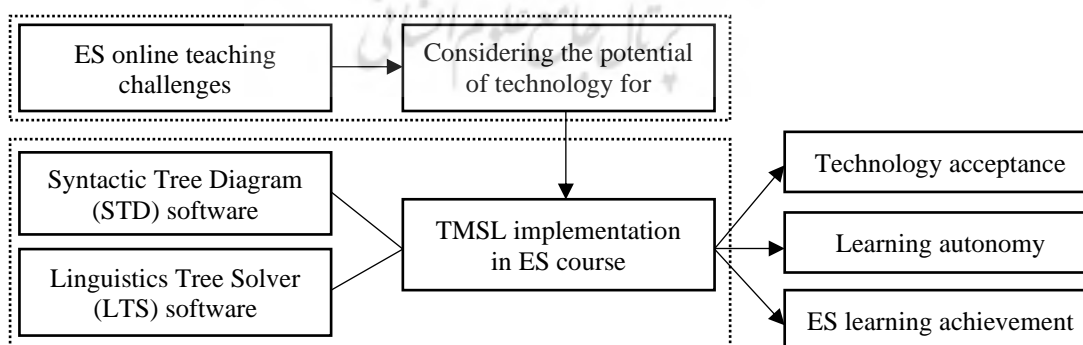 ES online teaching
challenges
Considering the potential
of technology for
Syntactic Tree Diagram
(STD) software
Linguistics Tree Solver
(LTS) software
TMSL implementation
in ES course
Technology acceptance
Learning autonomy
ES learning achievement